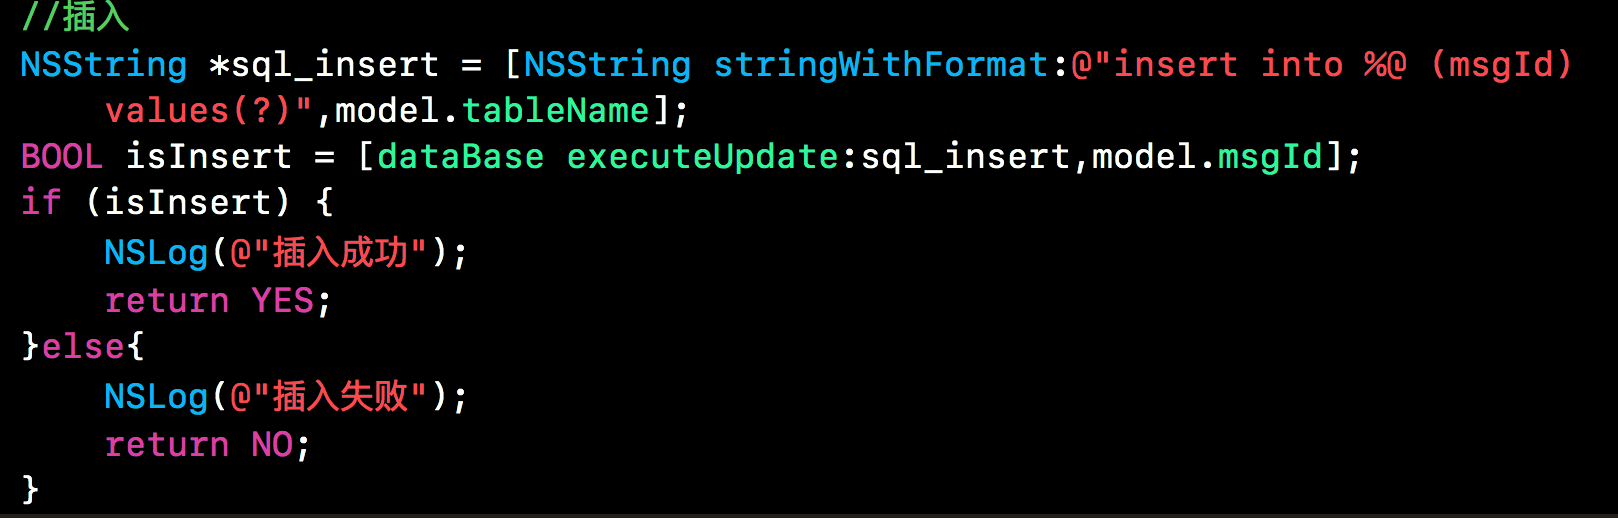 //插入
NSString *sql_insert = [NSString stringWithFormat:@"insert into %@ (msgId)
values(?)",model.tableName];
BOOL isInsert = [dataBase executeUpdate:sql_insert,model.msgId];
if (isInsert) {
NSLog(@"插入成功");
return YES;
}else{
NSLog(@"插入失败");
return NO;
}